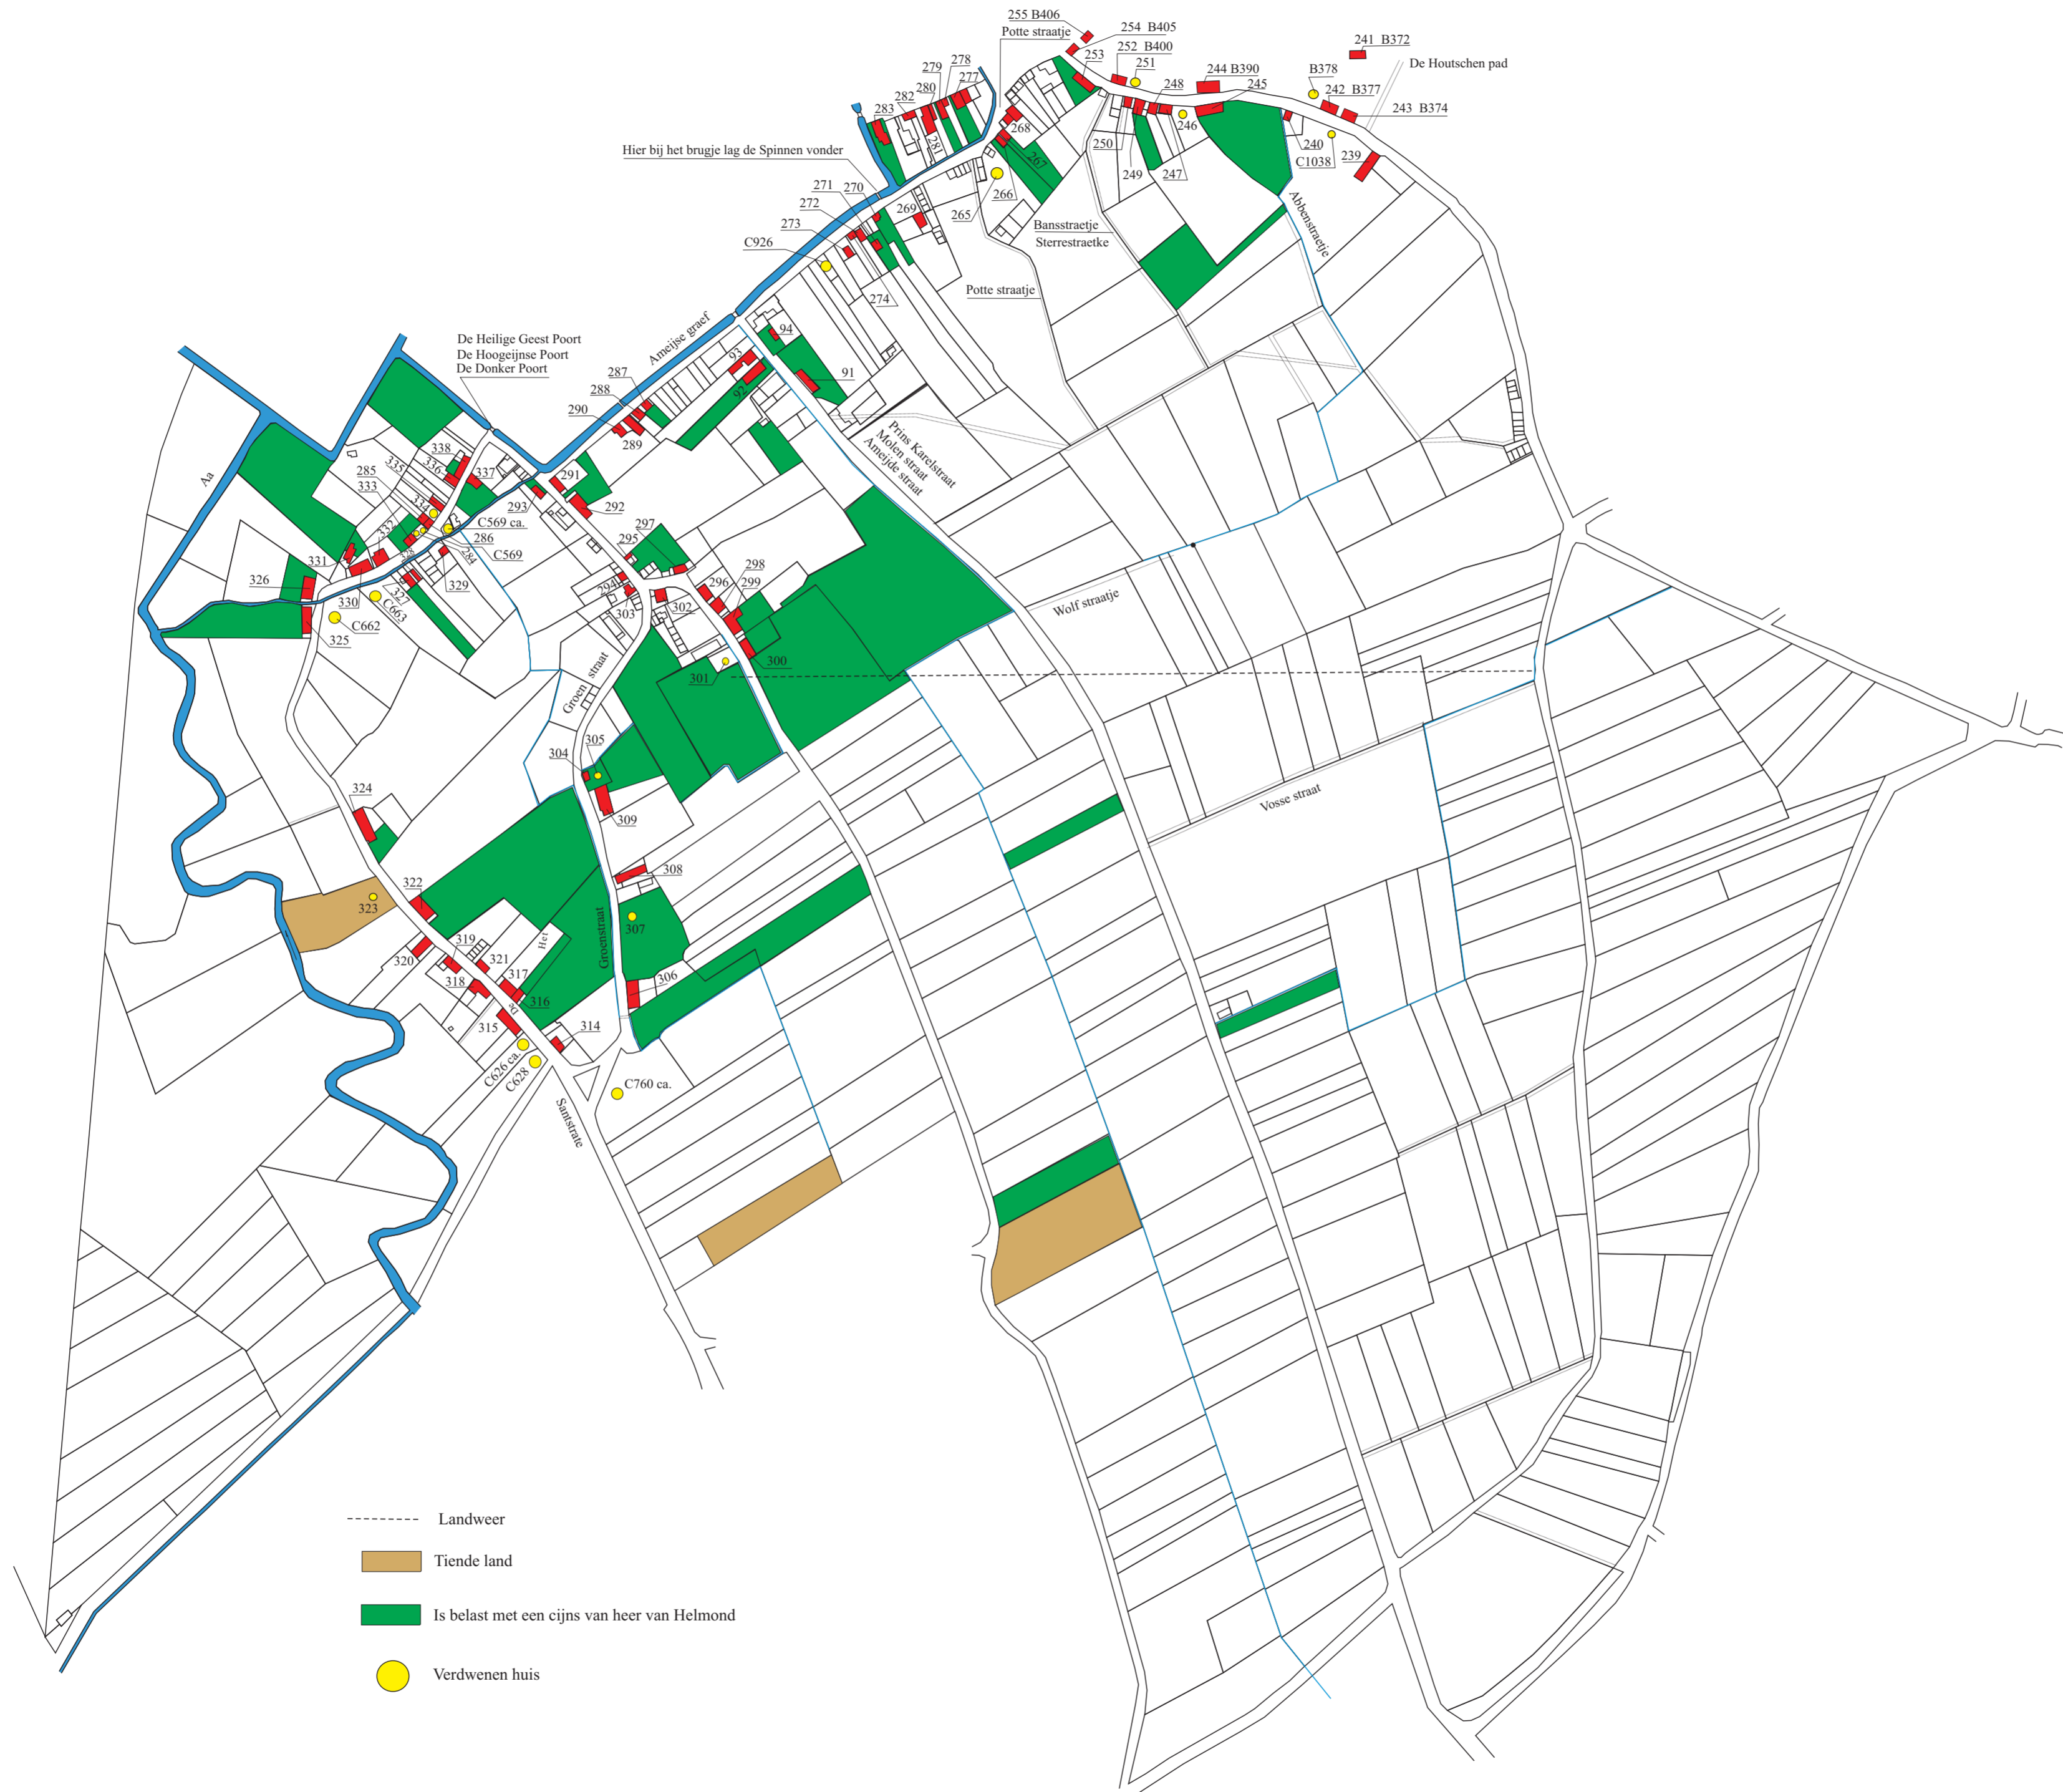 255 B406
Potte straatje
254 B405
252 B400
251
253
241 B372
De Houtschen pad
244 B390
B378
242 B377
243 B374
245
248
246
250
249
247
240
C1038
239
278
279
280
277
282
283
281
268
267
266
265
Hier bij het brugje lag de Spinnen vonder
271
270
272
269
273
C926
274
Bansstraetje
Sterrestraetke
Abbenstraetje
Potte straatje
Ameijse graef
De Heilige Geest Poort
De Hoogeijnse Poort
De Donker Poort
94
93
92
91
287
288
290
289
Prins Karelstraat
Molen straat
Ameijde straat
Aa
338
336
335
337
285
333
334
332
291
292
293
C569 ca.
286
C569
284
328
329
331
326
330
327
C663
C662
325
297
295
294
296
298
299
303
302
300
301
Wolf straatje
Groen straat
305
304
309
Vosse straat
324
322
323
308
307
Groenstraat
306
Het
319
321
320
317
318
316
De
315
314
C626 ca.
C628
C760 ca.
Santstrate
Landweer
Tiende land
Is belast met een cijns van heer van Helmond
Verdwenen huis